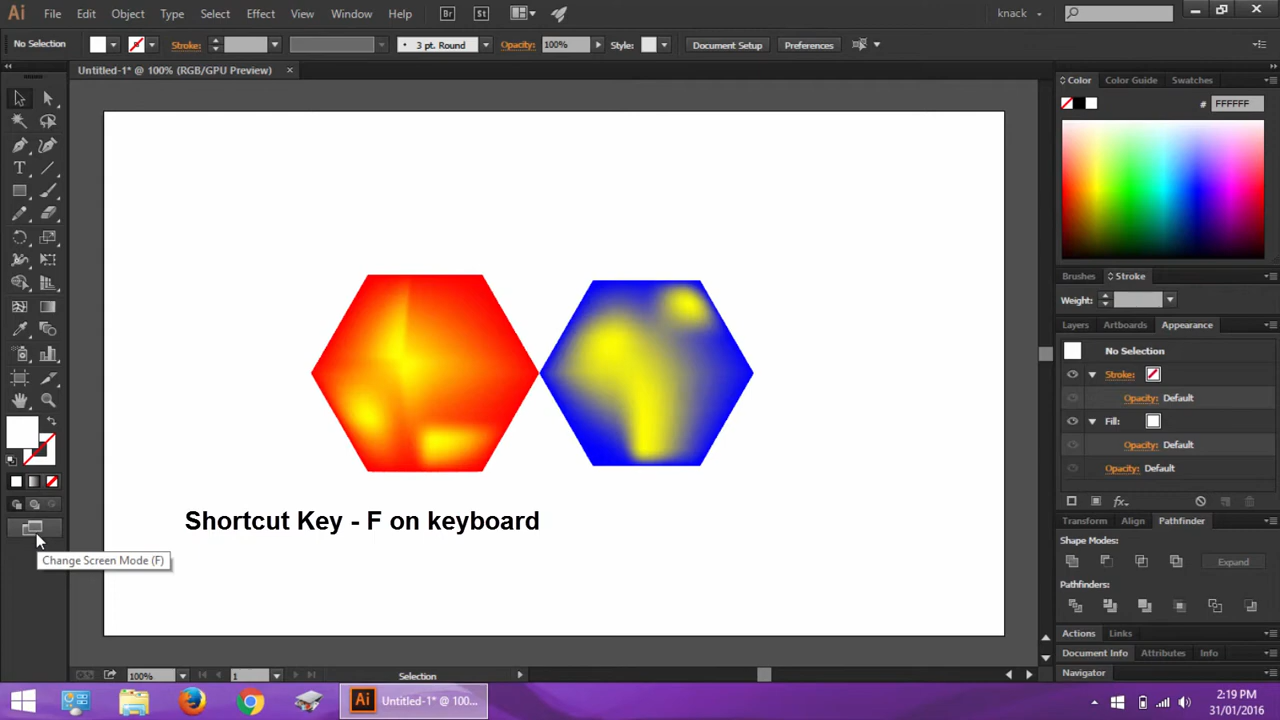 Ai File Edit Object Type Select Effect View Window Help Br St knack
No Selection Stroke: 3 pt. Round Opacity: 100% Style: Document Setup Preferences
Untitled-1* @ 100% (RGB/GPU Preview)
Color Color Guide Swatches
# FFFFFF
Brushes Stroke
Weight:
Layers Artboards Appearance
No Selection
Stroke:
Opacity: Default
Fill:
Opacity: Default
Opacity: Default
fx
Transform Align Pathfinder
Shape Modes:
Expand
Pathfinders:
Actions Links
Document Info Attributes Info
Navigator
Shortcut Key - F on keyboard
Change Screen Mode (F)
100% 1 Selection
Ai Untitled-1* @ 100...
2:19 PM
31/01/2016